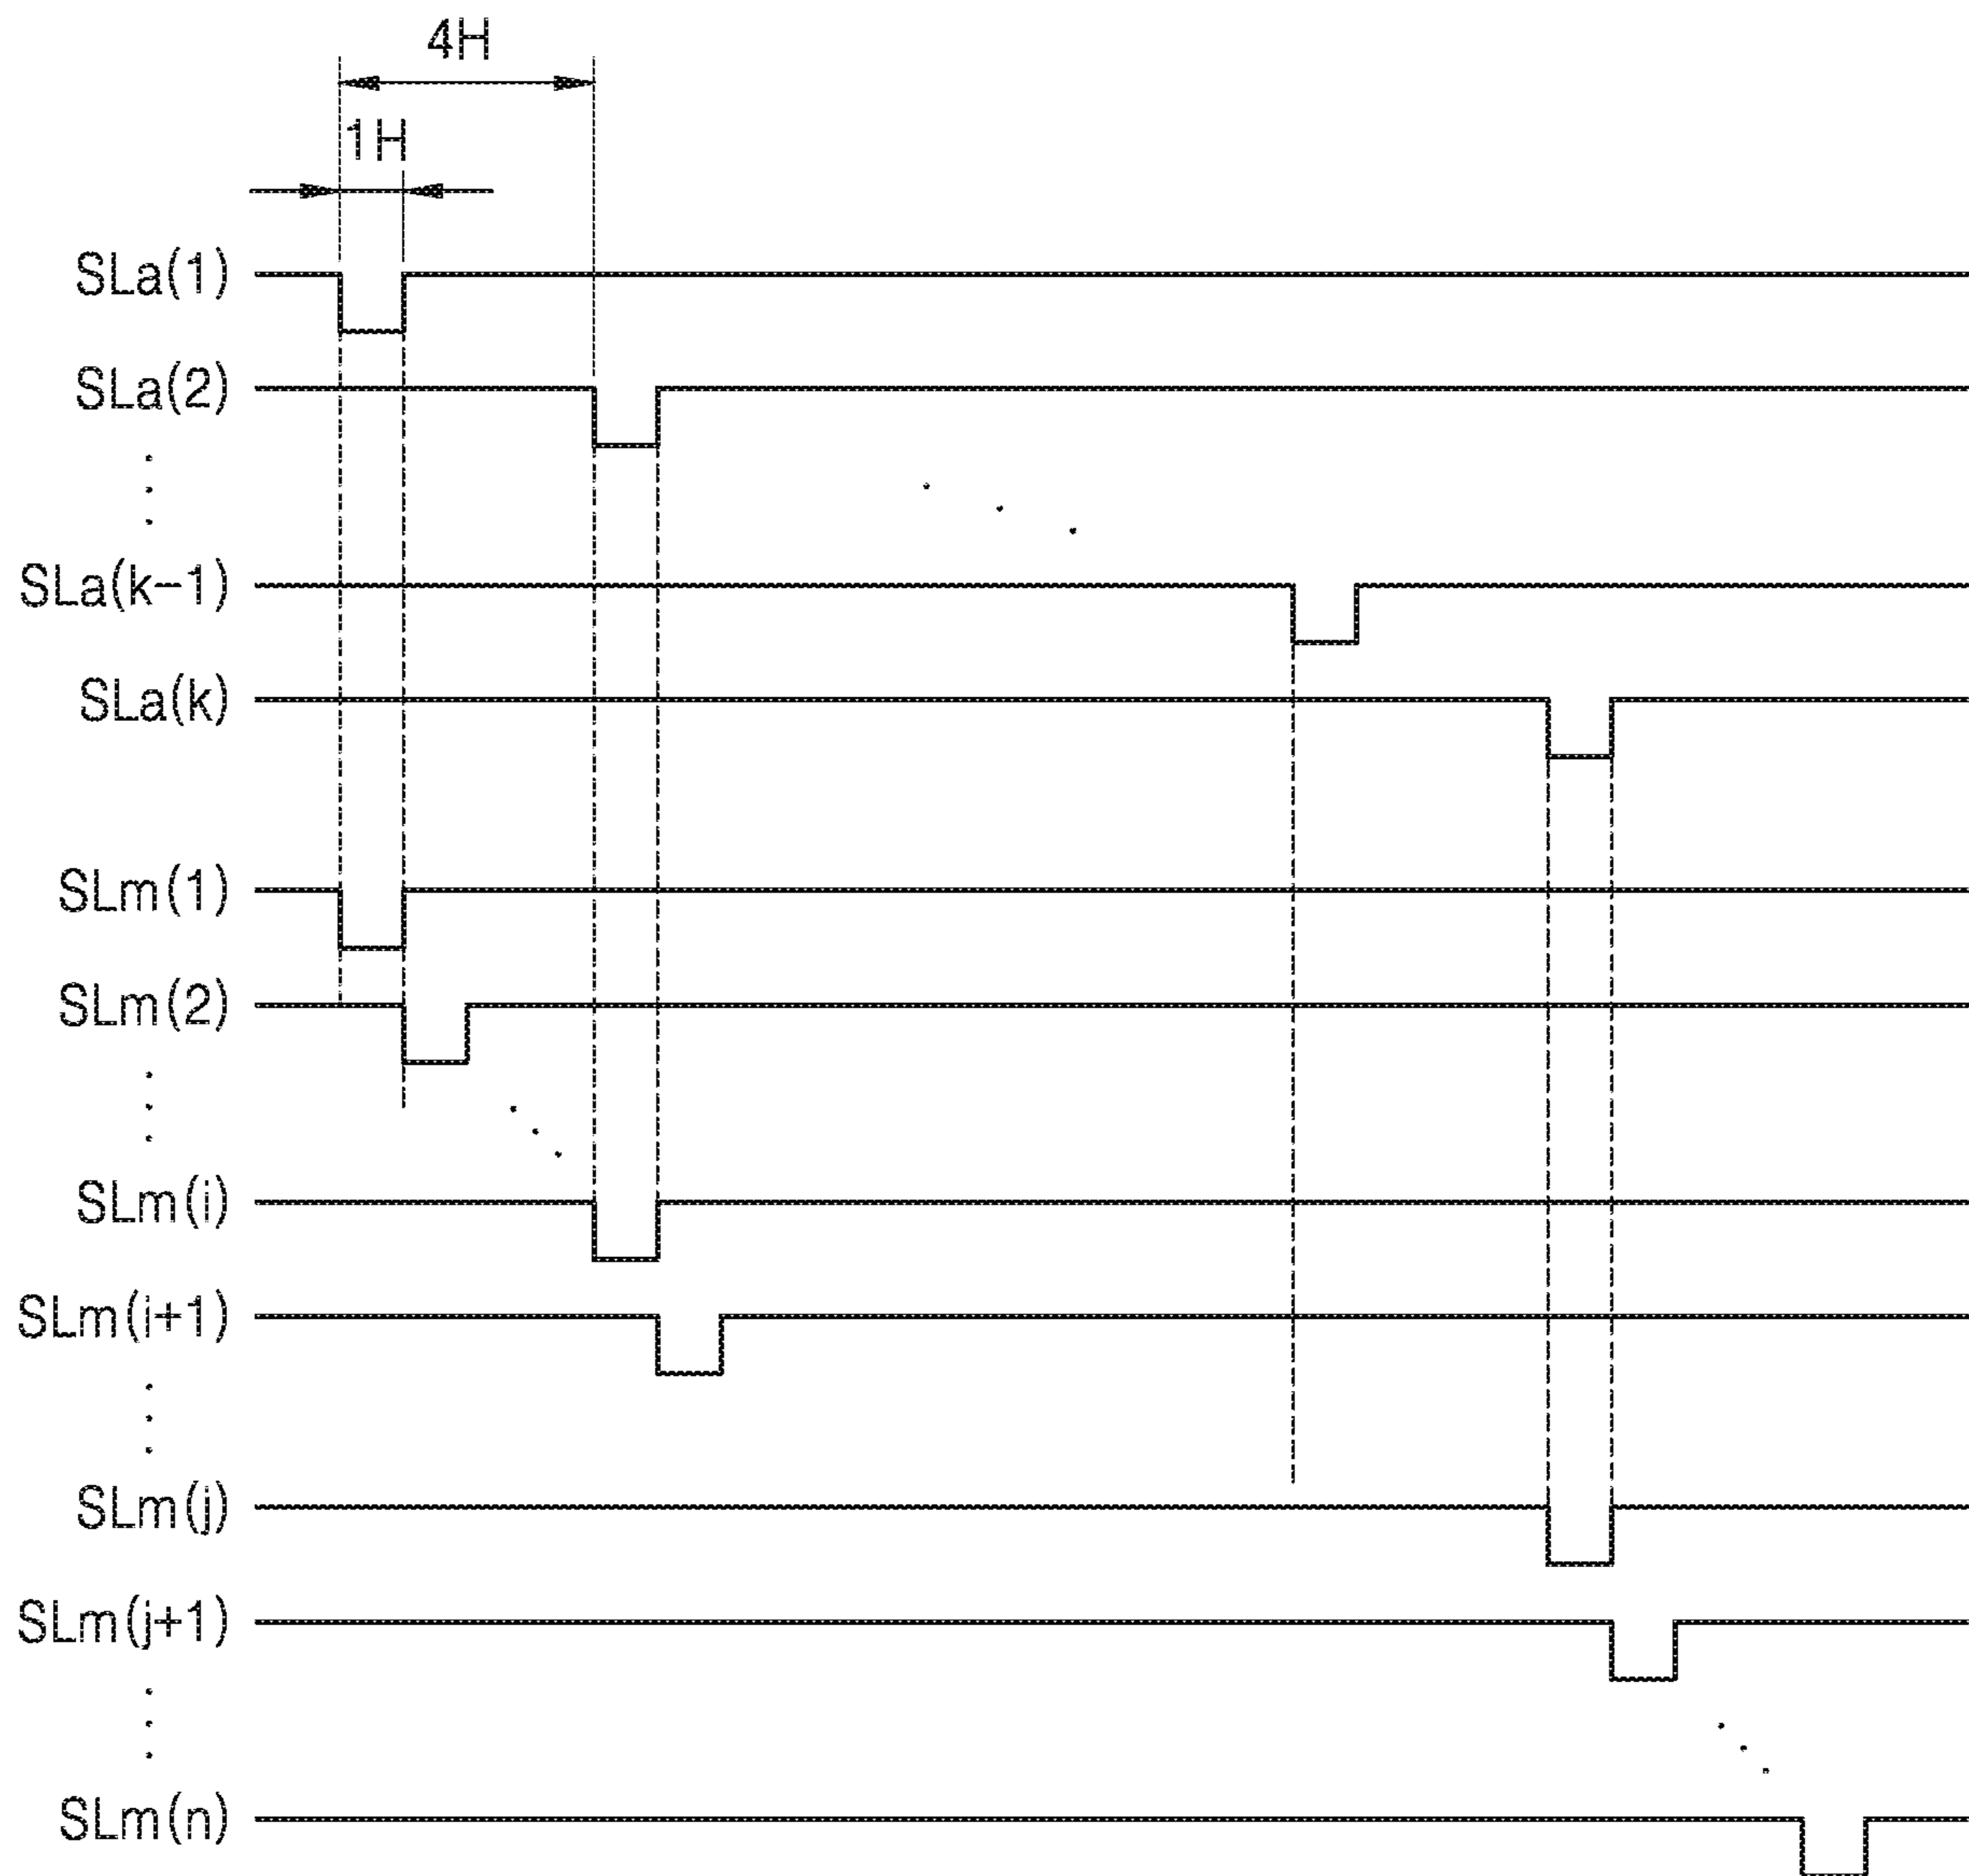 4H
1H
SLa(1)
SLa(2)
SLa(k-1)
SLa(k)
SLm(1)
SLm(2)
SLm(i)
SLm(i+1)
SLm(j)
SLm(j+1)
SLm(n)